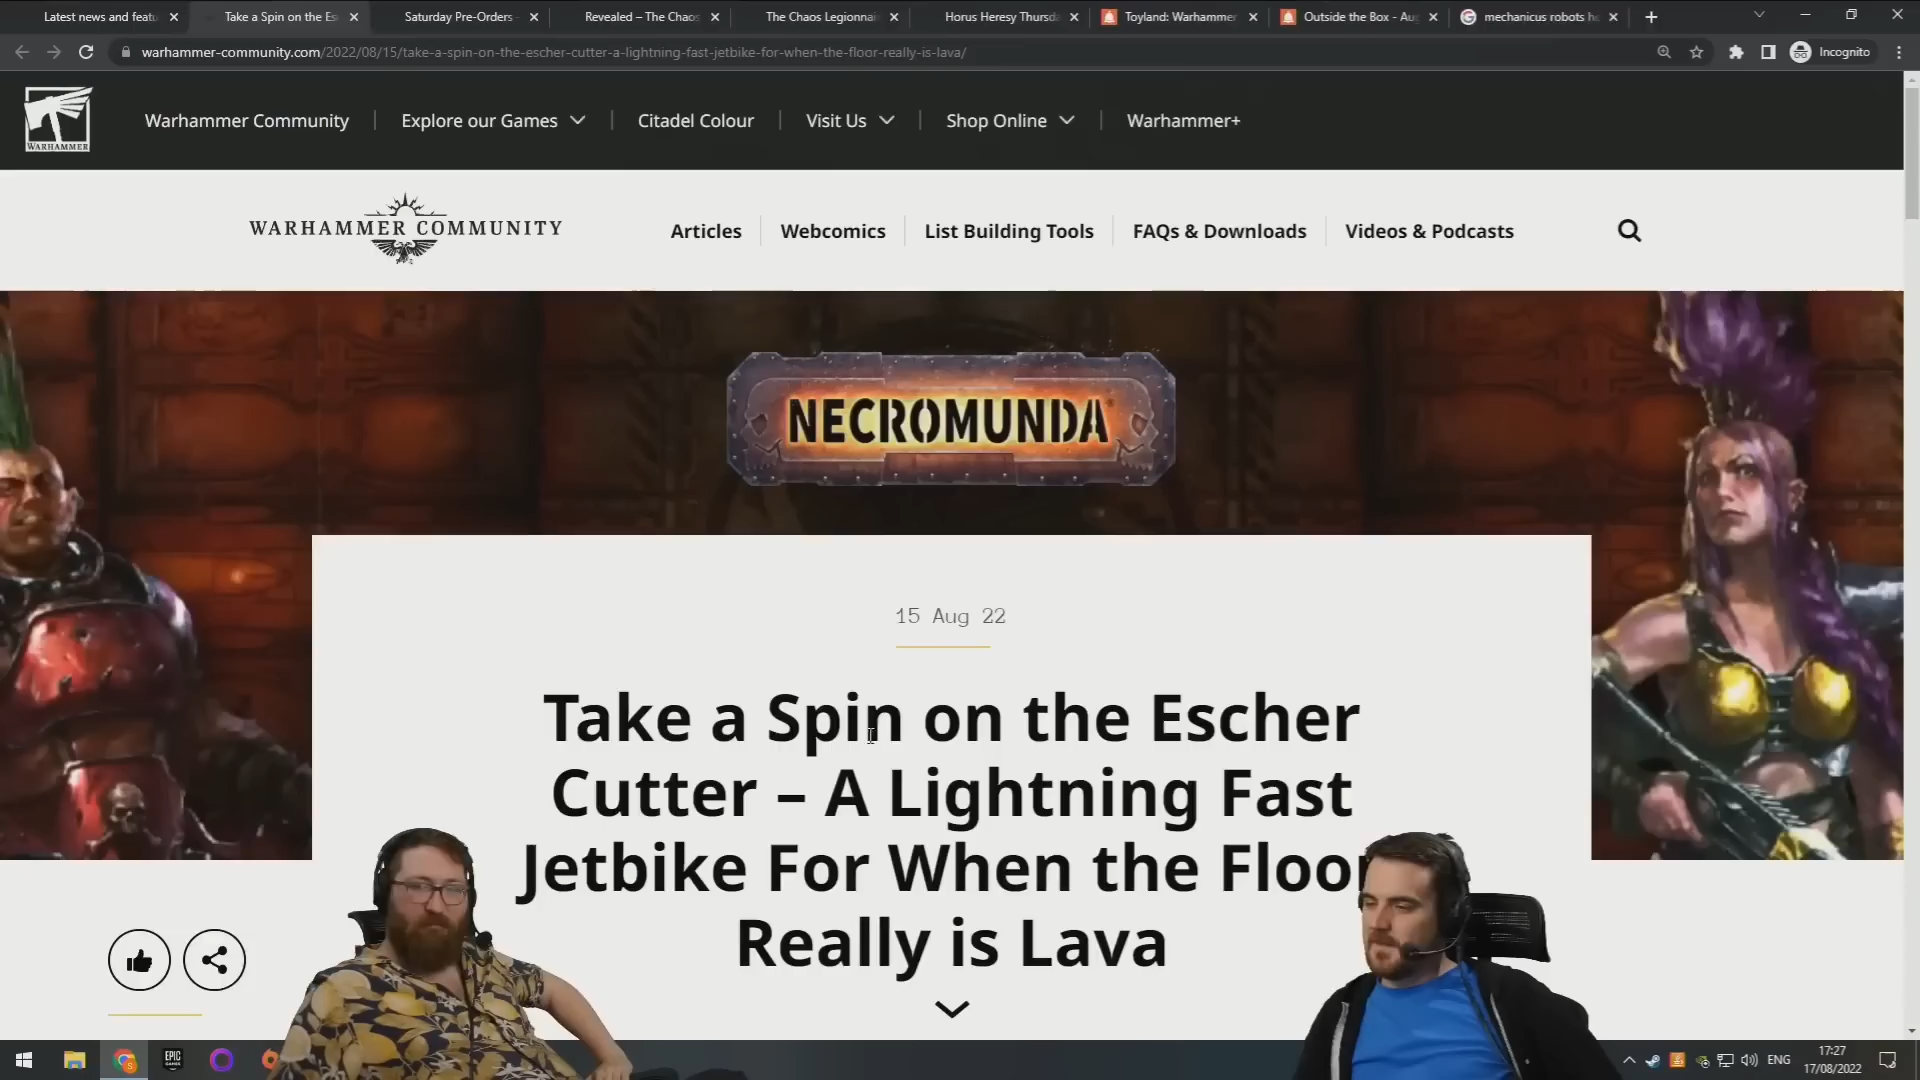 Latest news and featu
Take a Spin on the Es
Saturday Pre-Orders
Revealed – The Chaos
The Chaos Legionnai
Horus Heresy Thursda
Toyland: Warhammer
Outside the Box - Au
mechanicus robots h
warhammer-community.com/2022/08/15/take-a-spin-on-the-escher-cutter-a-lightning-fast-jetbike-for-when-the-floor-really-is-lava/
Incognito
WARHAMMER
Warhammer Community
Explore our Games
Citadel Colour
Visit Us
Shop Online
Warhammer+
WARHAMMER COMMUNITY
Articles
Webcomics
List Building Tools
FAQs & Downloads
Videos & Podcasts
NECROMUNDA
15 Aug 22
Take a Spin on the Escher
Cutter – A Lightning Fast
Jetbike For When the Floor
Really is Lava
EPIC
GAMES
ENG
17:27
17/08/2022